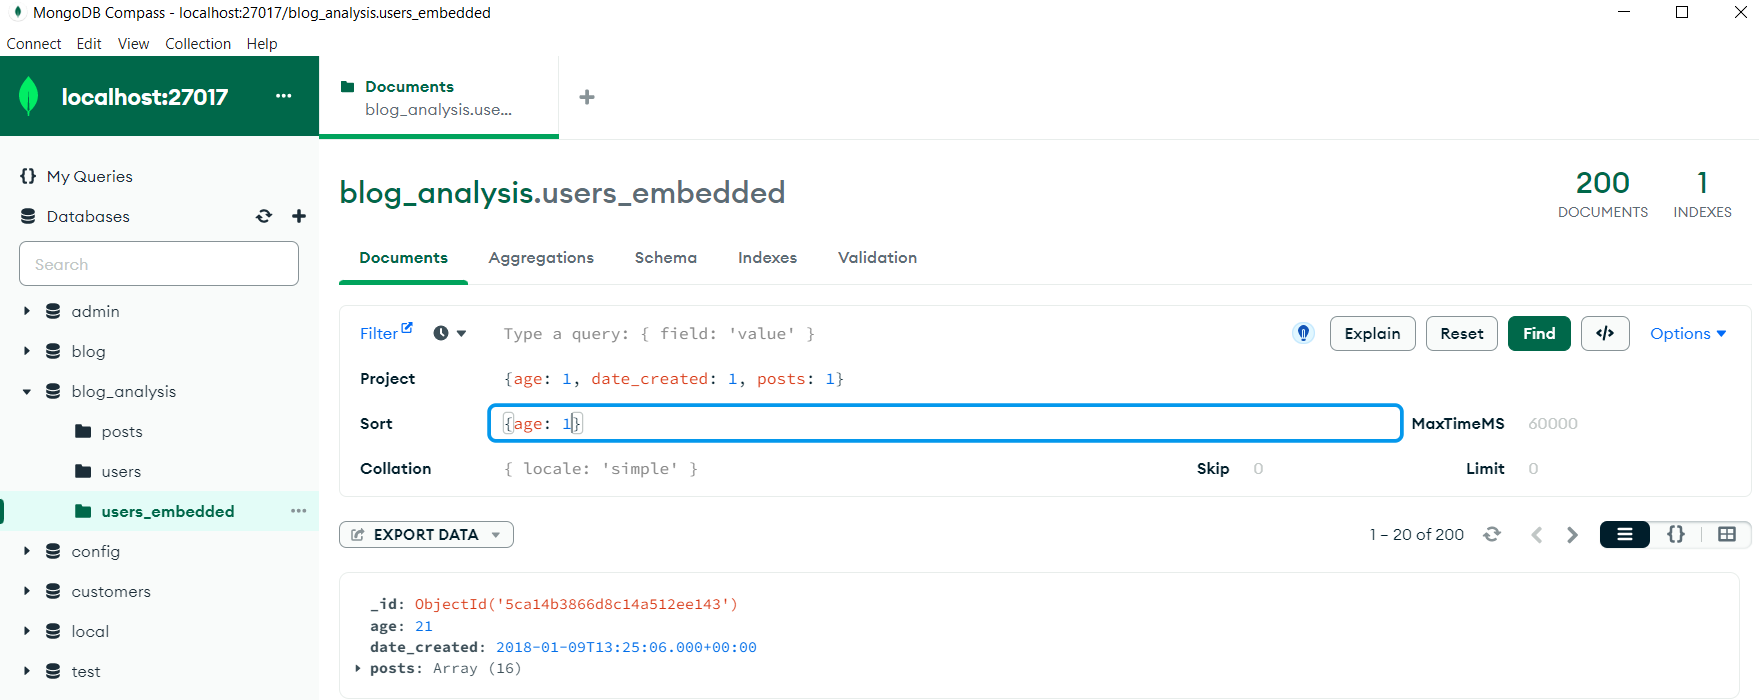 MongoDB Compass - localhost:27017/blog_analysis.users_embedded
Connect Edit View Collection Help
localhost:27017 ···
Documents
blog_analysis.use...
My Queries
Databases
Search
admin
blog
blog_analysis
posts
users
users_embedded
config
customers
local
test
blog_analysis.users_embedded
200
DOCUMENTS
1
INDEXES
Documents Aggregations Schema Indexes Validation
Filter Type a query: { field: 'value' } Explain Reset Find </> Options
Project {age: 1, date_created: 1, posts: 1}
Sort {age: 1} MaxTimeMS 60000
Collation { locale: 'simple' } Skip 0 Limit 0
EXPORT DATA 1 – 20 of 200 {}
_id: ObjectId('5ca14b3866d8c14a512ee143')
age: 21
date_created: 2018-01-09T13:25:06.000+00:00
posts: Array (16)